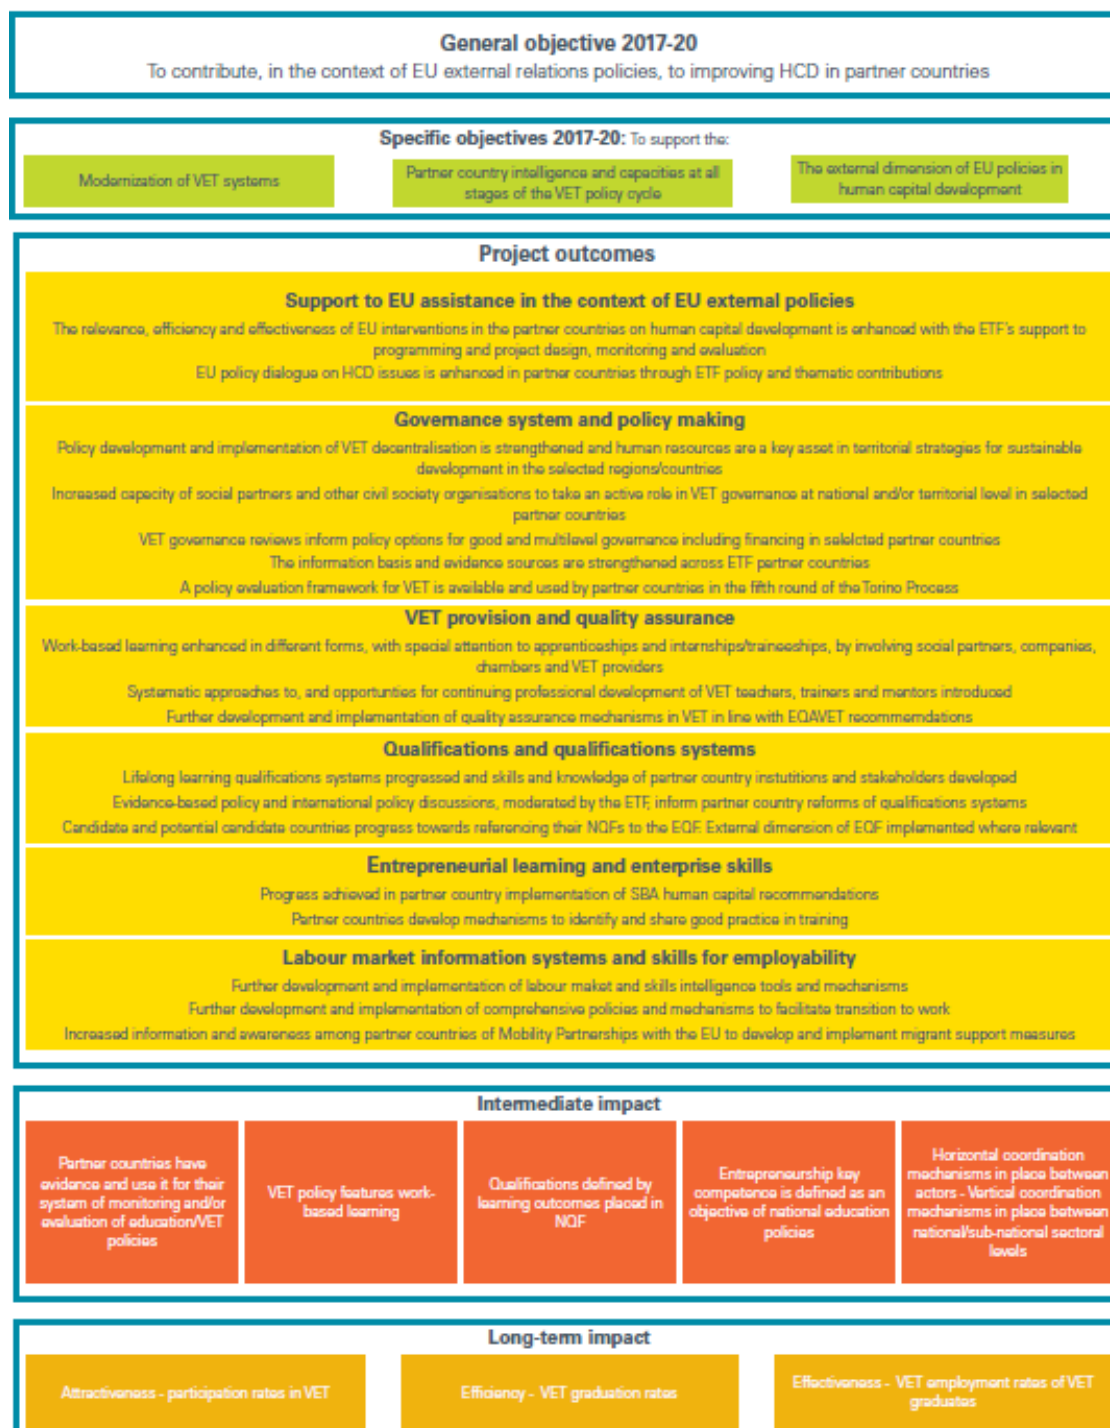 General objective 2017-20
To contribute, in the context of EU external relations policies, to improving HCD in partner countries
Specific objectives 2017-20: To support the:
Modernization of VET systems
Partner country intelligence and capacities at all
stages of the VET policy cycle
The external dimension of EU policies in
human capital development
Project outcomes
Support to EU assistance in the context of EU external policies
The relevance, efficiency and effectiveness of EU interventions in the partner countries on human capital development is enhanced with the ETF's support to
programming and project design, monitoring and evaluation
EU policy dialogue on HCD issues is enhanced in partner countries through ETF policy and thematic contributions
Governance system and policy making
Policy development and implementation of VET decentralisation is strengthened and human resources are a key asset in territorial strategies for sustainable
development in the selected regions/countries
Increased capacity of social partners and other civil society organisations to take an active role in VET governance at national and/or territorial level in selected
partner countries
VET governance reviews inform policy options for good and multilevel governance including financing in selelcted partner countries
The information basis and evidence sources are strengthened across ETF partner countries
A policy evaluation framework for VET is available and used by partner countries in the fifth round of the Torino Process
VET provision and quality assurance
Work-based learning enhanced in different forms, with special attention to apprenticeships and internships/traineeships, by involving social partners, companies,
chambers and VET providers
Systematic approaches to, and opportunties for continuing professional development of VET teachers, trainers and mentors introduced
Further development and implementation of quality assurance mechanisms in VET in line with EQAVET recommemdations
Qualifications and qualifications systems
Lifelong learning qualifications systems progressed and skills and knowledge of partner country instutitions and stakeholders developed
Evidence-based policy and international policy discussions, moderated by the ETF, inform partner country reforms of qualifications systems
Candidate and potential candidate countries progress towards referencing their NQFs to the EQF. External dimension of EQF implemented where relevant
Entrepreneurial learning and enterprise skills
Progress achieved in partner country implementation of SBA human capital recommendations
Partner countries develop mechanisms to identify and share good practice in training
Labour market information systems and skills for employability
Further development and implementation of labour maket and skills intelligence tools and mechanisms
Further development and implementation of comprehensive policies and mechanisms to facilitate transition to work
Increased information and awareness among partner countries of Mobility Partnerships with the EU to develop and implement migrant support measures
Intermediate impact
Partner countries have
evidence and use it for their
system of monitoring and/or
evaluation of education/VET
policies
VET policy features work-
based learning
Qualifications defined by
learning outcomes placed in
NQF
Entrepreneurship key
competence is defined as an
objective of national education
policies
Horizontal coordination
mechanisms in place between
actors - Vertical coordination
mechanisms in place between
national/sub-national sectoral
levels
Long-term impact
Attractiveness - participation rates in VET
Efficiency - VET graduation rates
Effectiveness - VET employment rates of VET
graduates